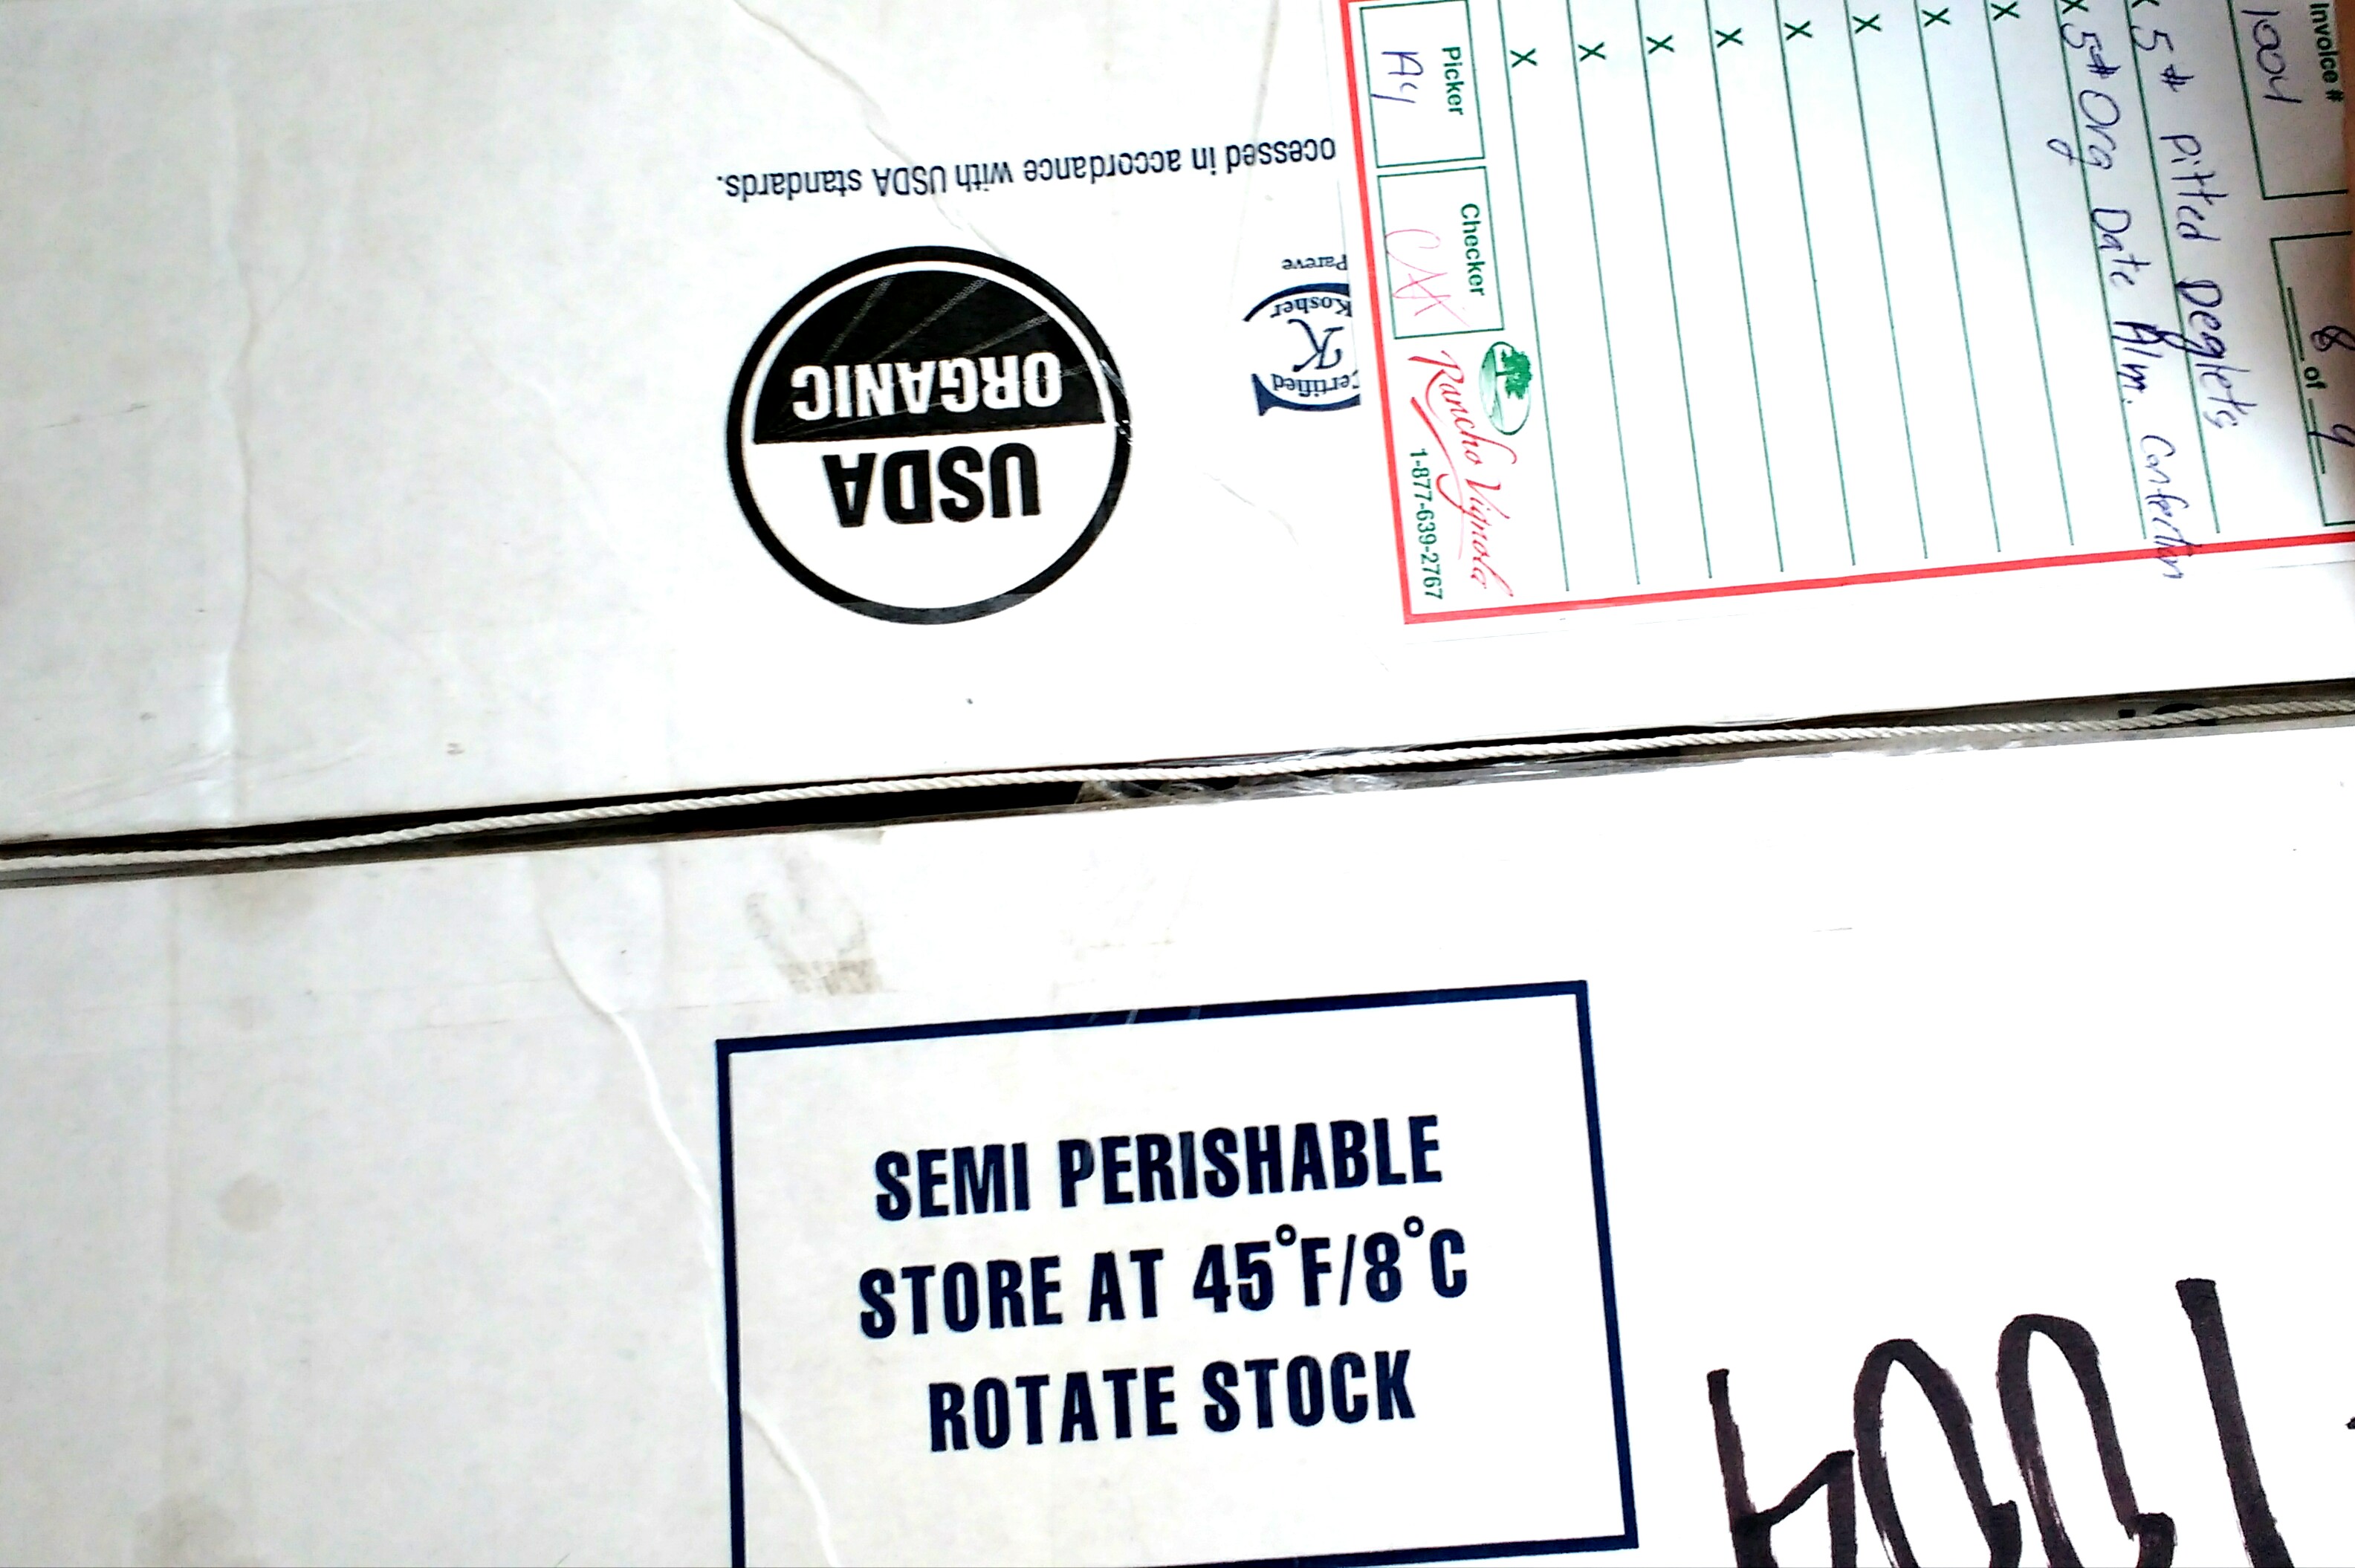 Invoice #
1004
8 of 9
X 5# Pitted Deglets
X 5# Org Date Alm. Confection
X
X
X
X
X
X
X
X
Picker
Checker
Rancho Vignola
1-877-639-2767
ocessed in accordance with USDA standards.
Certified
K
Kosher
Pareve
USDA
ORGANIC
SEMI PERISHABLE
STORE AT 45°F/8°C
ROTATE STOCK
1004